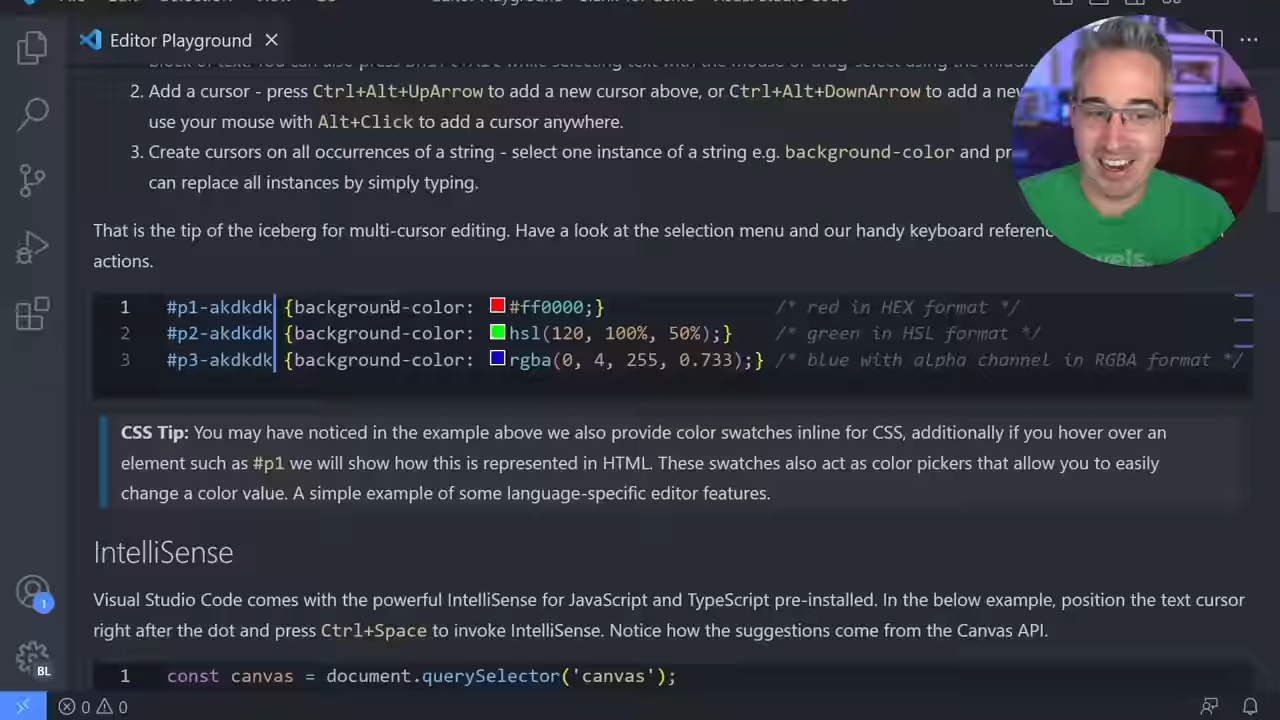 Editor Playground
2. Add a cursor - press Ctrl+Alt+UpArrow to add a new cursor above, or Ctrl+Alt+DownArrow to add a new
use your mouse with Alt+Click to add a cursor anywhere.
3. Create cursors on all occurrences of a string - select one instance of a string e.g. background-color and
can replace all instances by simply typing.
That is the tip of the iceberg for multi-cursor editing. Have a look at the selection menu and our handy keyboard
actions.
1 #p1-akdkdk {background-color: #ff0000;} /* red in HEX format */
2 #p2-akdkdk {background-color: hsl(120, 100%, 50%);} /* green in HSL format */
3 #p3-akdkdk {background-color: rgba(0, 4, 255, 0.733);} /* blue with alpha channel in RGBA format */
CSS Tip: You may have noticed in the example above we also provide color swatches inline for CSS, additionally if you hover over an
element such as #p1 we will show how this is represented in HTML. These swatches also act as color pickers that allow you to easily
change a color value. A simple example of some language-specific editor features.
IntelliSense
Visual Studio Code comes with the powerful IntelliSense for JavaScript and TypeScript pre-installed. In the below example, position the text cursor
right after the dot and press Ctrl+Space to invoke IntelliSense. Notice how the suggestions come from the Canvas API.
1 const canvas = document.querySelector('canvas');
1
BL
0 0